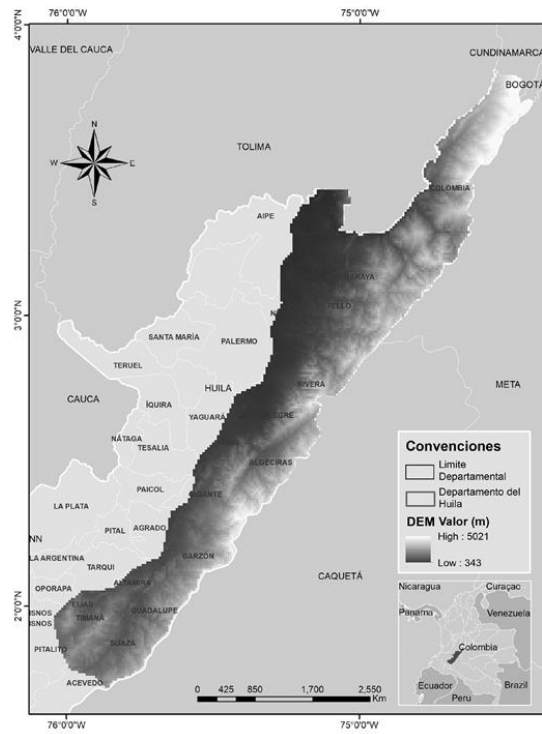 76°0'0"W
75°0'0"W
4°0'0"N
VALLE DEL CAUCA
CUNDINAMARCA
BOGOTÁ
N
W
E
S
TOLIMA
COLOMBIA
AIPE
BARAYA
TELLO
3°0'0"N
SANTA MARÍA
PALERMO
TERUEL
RIVERA
META
CAUCA
HUILA
ÍQUIRA
YAGUARÁ
NÁTAGA
TESALIA
ALGECIRAS
PAICOL
GIGANTE
LA PLATA
PITAL
AGRADO
LA ARGENTINA
TARQUI
GARZÓN
CAQUETÁ
ALTAMIRA
OPORAPA
ELÍAS
2°0'0"N
ISNOS
ISNOS
TIMANÁ
GUADALUPE
PITALITO
SUAZA
ACEVEDO
Convenciones
Limite
Departamental
Departamento del
Huila
DEM Valor (m)
High : 5021
Low : 343
Nicaragua
Curaçao
Panama
Venezuela
Colombia
Ecuador
Brazil
Peru
0 425 850 1,700 2,550
Km
76°0'0"W
75°0'0"W